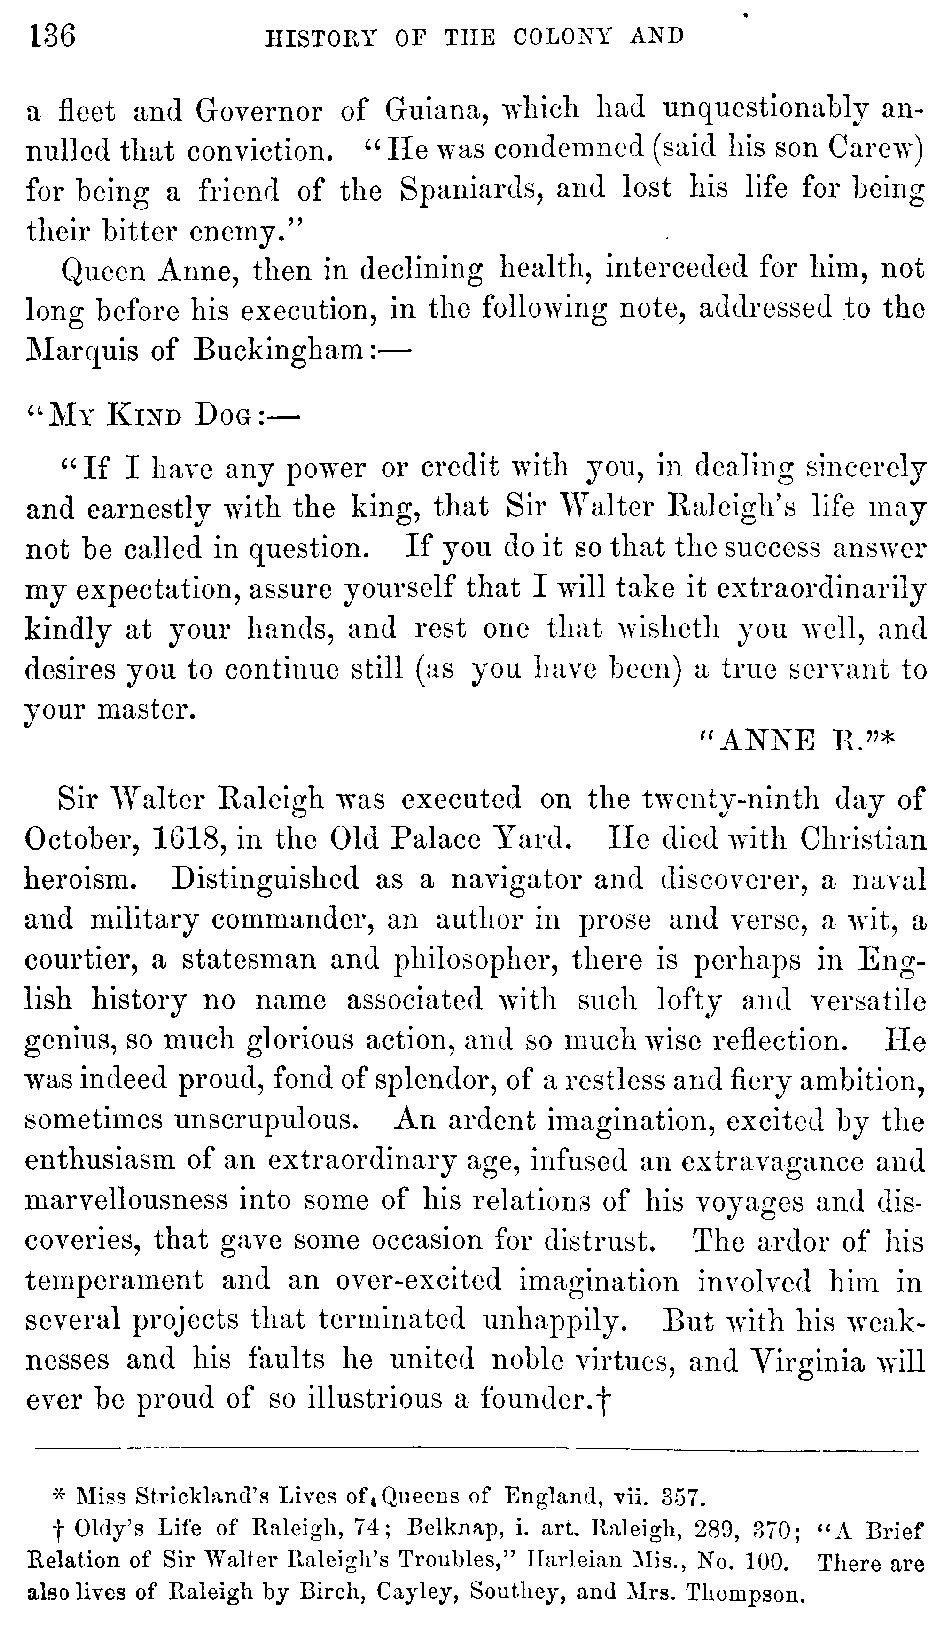 136 HISTORY OF THE COLONY AND
a fleet and Governor of Guiana, which had unquestionably an-
nulled that conviction. "He was condemned (said his son Carew)
for being a friend of the Spaniards, and lost his life for being
their bitter enemy."
Queen Anne, then in declining health, interceded for him, not
long before his execution, in the following note, addressed to the
Marquis of Buckingham:—
"MY KIND DOG:—
"If I have any power or credit with you, in dealing sincerely
and earnestly with the king, that Sir Walter Raleigh's life may
not be called in question. If you do it so that the success answer
my expectation, assure yourself that I will take it extraordinarily
kindly at your hands, and rest one that wisheth you well, and
desires you to continue still (as you have been) a true servant to
your master.
"ANNE R."*
Sir Walter Raleigh was executed on the twenty-ninth day of
October, 1618, in the Old Palace Yard. He died with Christian
heroism. Distinguished as a navigator and discoverer, a naval
and military commander, an author in prose and verse, a wit, a
courtier, a statesman and philosopher, there is perhaps in Eng-
lish history no name associated with such lofty and versatile
genius, so much glorious action, and so much wise reflection. He
was indeed proud, fond of splendor, of a restless and fiery ambition,
sometimes unscrupulous. An ardent imagination, excited by the
enthusiasm of an extraordinary age, infused an extravagance and
marvellousness into some of his relations of his voyages and dis-
coveries, that gave some occasion for distrust. The ardor of his
temperament and an over-excited imagination involved him in
several projects that terminated unhappily. But with his weak-
nesses and his faults he united noble virtues, and Virginia will
ever be proud of so illustrious a founder.†
* Miss Strickland's Lives of Queens of England, vii. 357.
† Oldy's Life of Raleigh, 74; Belknap, i. art. Raleigh, 289, 370; "A Brief
Relation of Sir Walter Raleigh's Troubles," Harleian Mis., No. 100. There are
also lives of Raleigh by Birch, Cayley, Southey, and Mrs. Thompson.